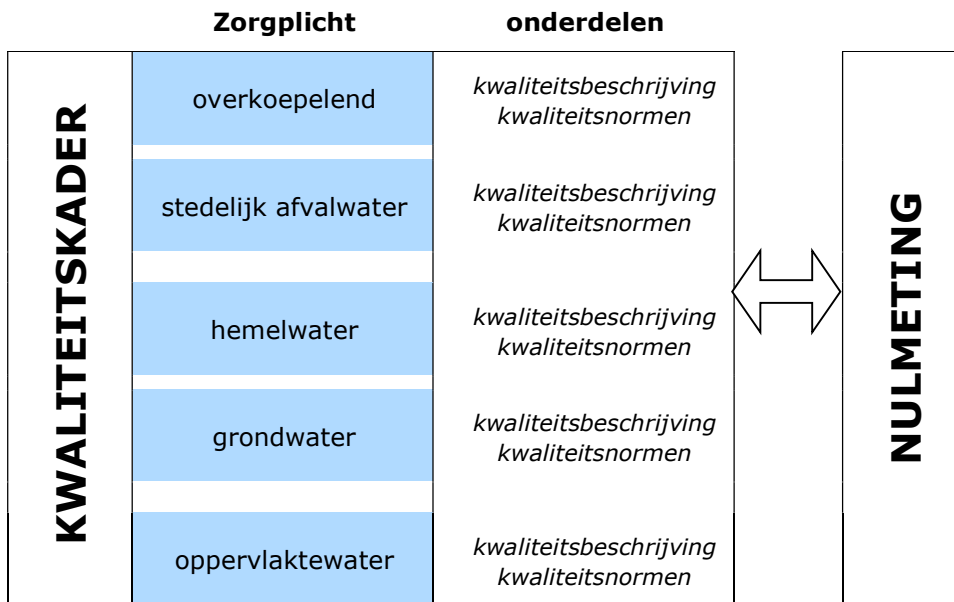 Zorgplicht onderdelen
KWALITEITSKADER
overkoepelend
kwaliteitsbeschrijving
kwaliteitsnormen
stedelijk afvalwater
kwaliteitsbeschrijving
kwaliteitsnormen
hemelwater
kwaliteitsbeschrijving
kwaliteitsnormen
grondwater
kwaliteitsbeschrijving
kwaliteitsnormen
oppervlaktewater
kwaliteitsbeschrijving
kwaliteitsnormen
NULMETING